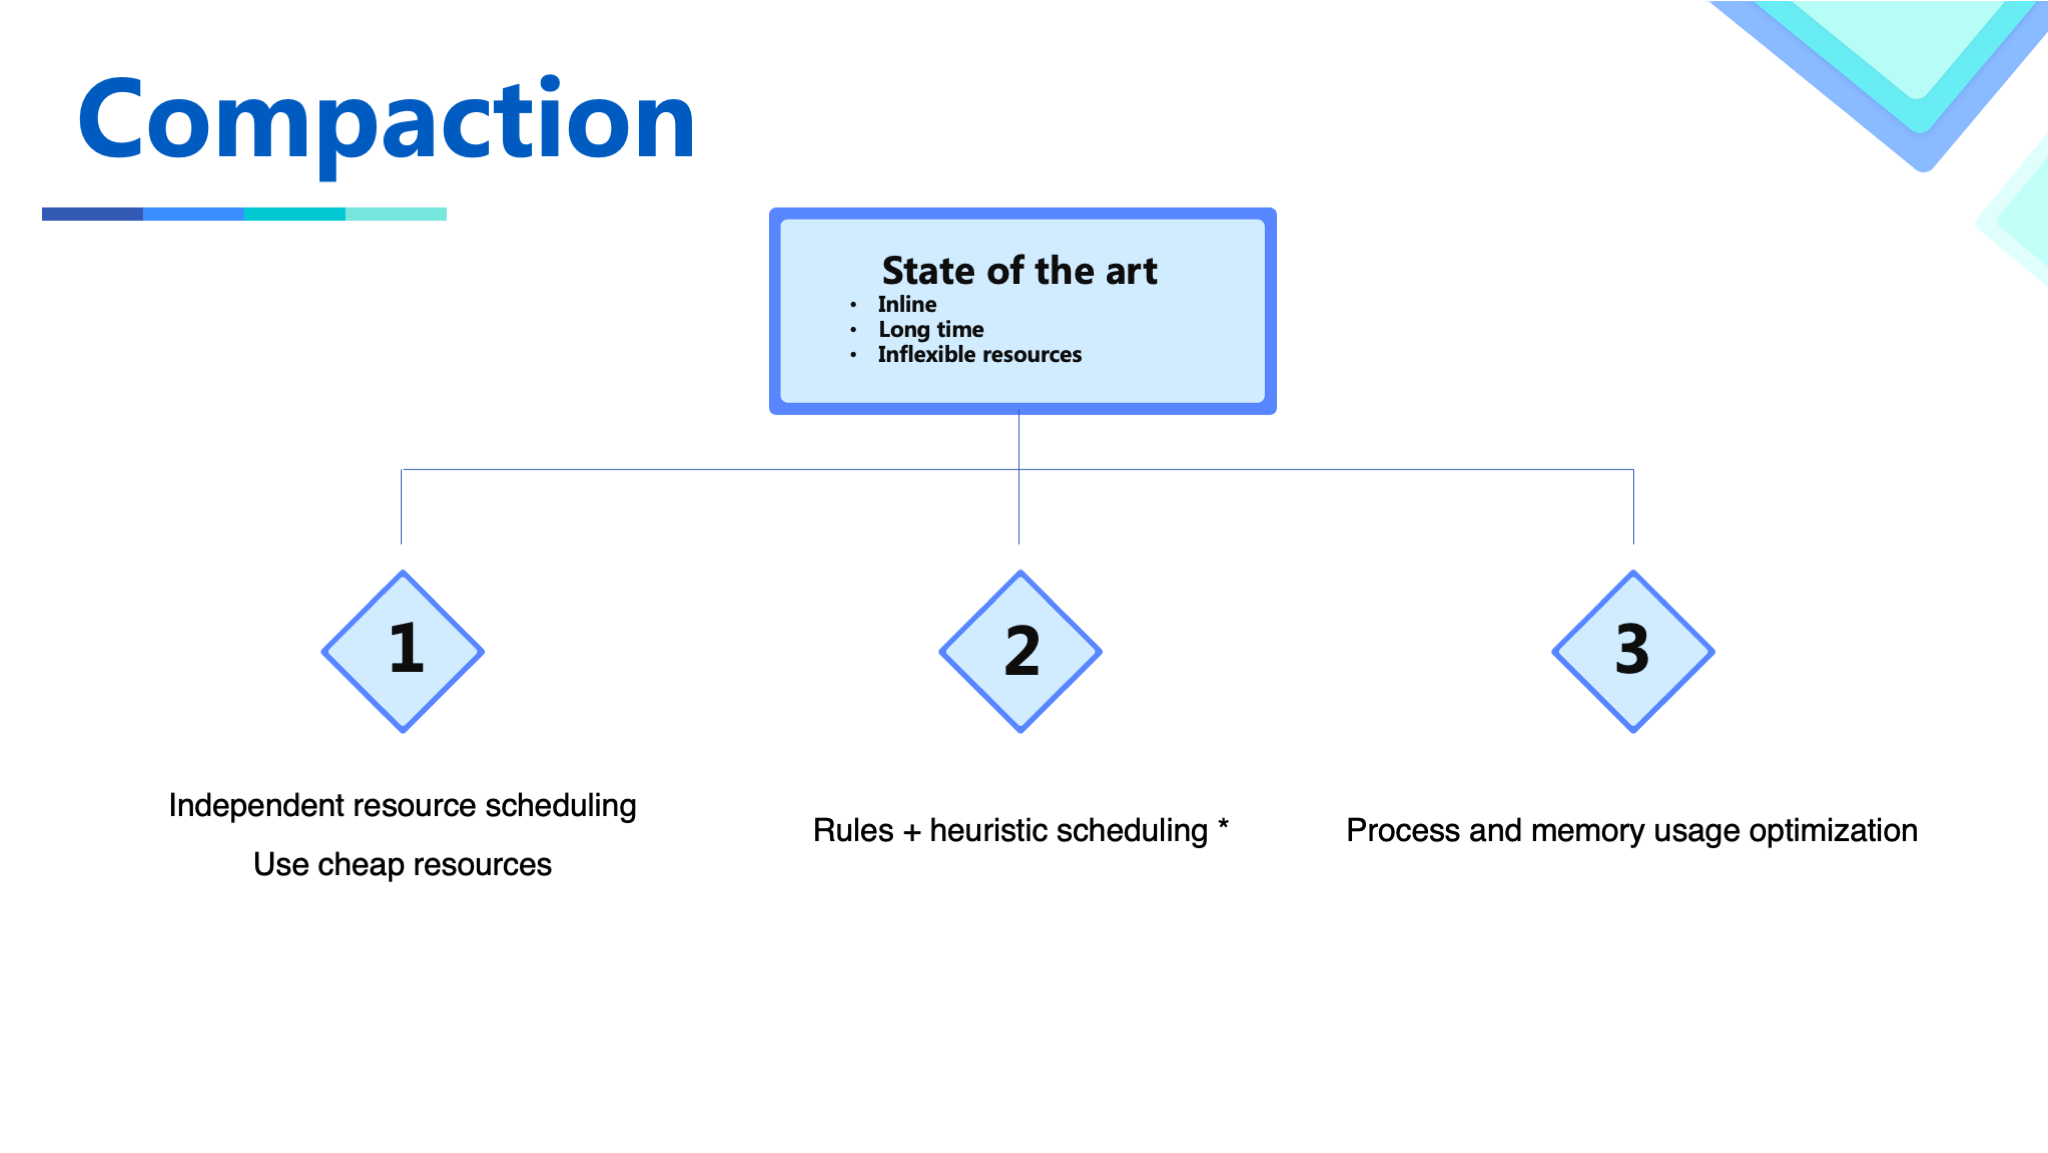 Compaction
State of the art
• Inline
• Long time
• Inflexible resources
1
2
3
Independent resource scheduling
Use cheap resources
Rules + heuristic scheduling *
Process and memory usage optimization